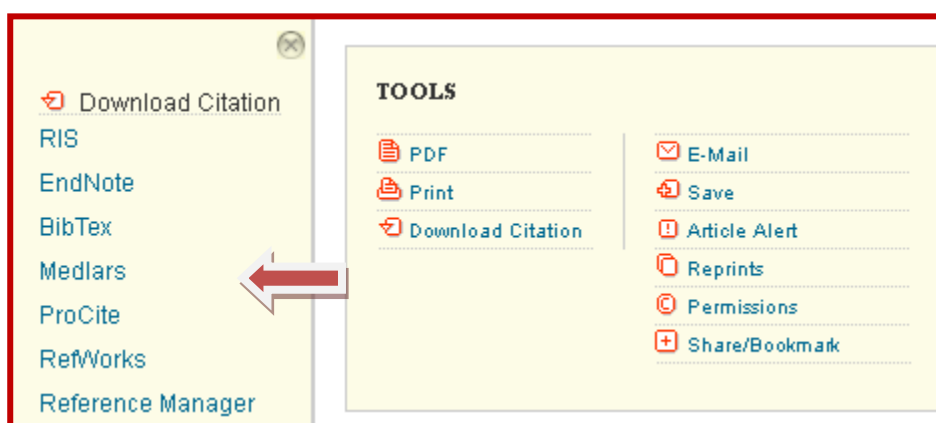 Download Citation
RIS
EndNote
BibTex
Medlars
ProCite
RefWorks
Reference Manager
TOOLS
PDF
Print
Download Citation
E-Mail
Save
Article Alert
Reprints
Permissions
Share/Bookmark